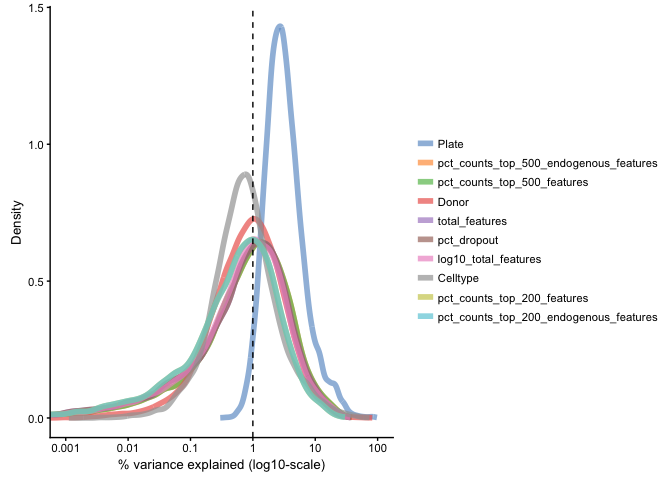 1.5
1.0
0.5
0.0
Density
0.001
0.01
0.1
1
10
100
% variance explained (log10-scale)
Plate
pct_counts_top_500_endogenous_features
pct_counts_top_500_features
Donor
total_features
pct_dropout
log10_total_features
Celltype
pct_counts_top_200_features
pct_counts_top_200_endogenous_features